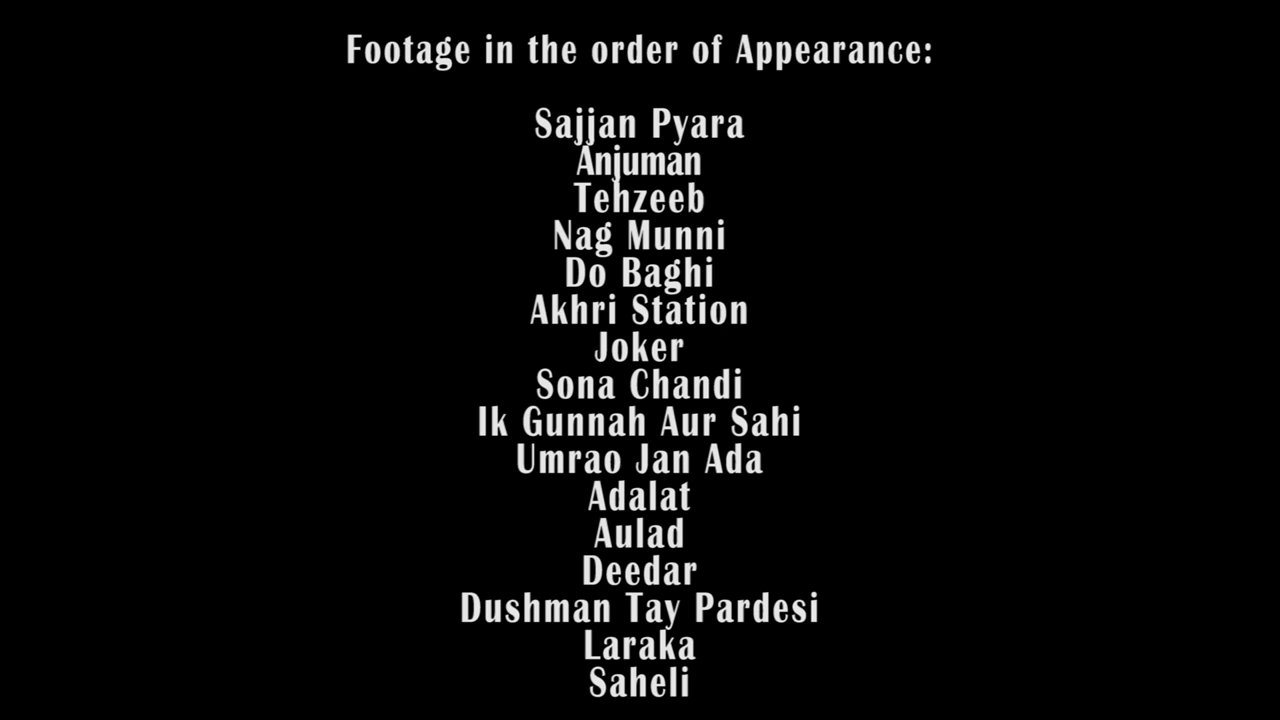 Footage in the order of Appearance:
Sajjan Pyara
Anjuman
Tehzeeb
Nag Munni
Do Baghi
Akhri Station
Joker
Sona Chandi
Ik Gunnah Aur Sahi
Umrao Jan Ada
Adalat
Aulad
Deedar
Dushman Tay Pardesi
Laraka
Saheli